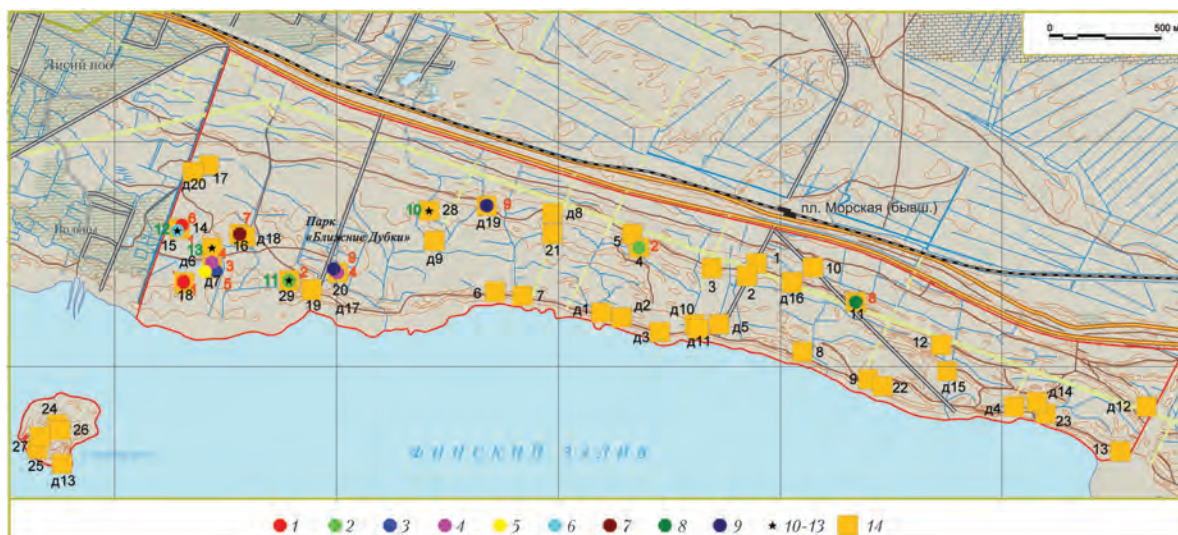 0 500 м
Лисий нос
пл. Морская (бывш.)
Парк
«Ближние Дубки»
д20 17
12 6 14 15
13 1 д6 4 3 д7 5
18
7 16 д18
11 2 29 19
9 4 20 д17
10 28
д9
9 д19
д8
21
5 2 4
6 7
д1 д2
д3 д10 д11 д5
3 1 2
д16 10
8 11
8
12
д15
9 22
д4 д14 23
д12
13
24 26
27 25
д13
ФИНСКИЙ ЗАЛИВ
1 2 3 4 5 6 7 8 9 10-13 14